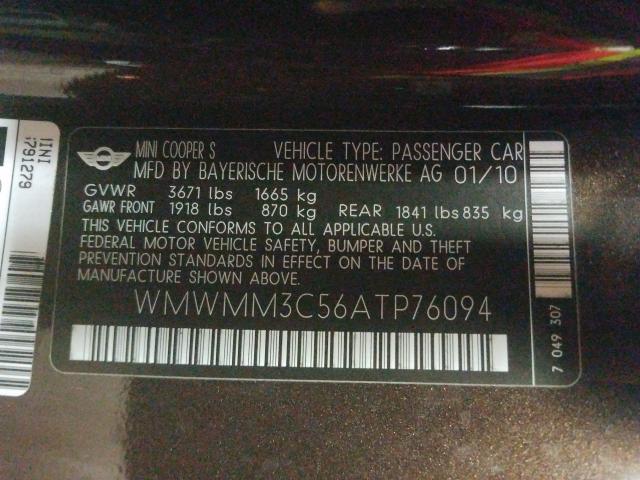 MINI COOPER S VEHICLE TYPE: PASSENGER CAR
MFD BY BAYERISCHE MOTORENWERKE AG 01/10
GVWR 3671 lbs 1665 kg
GAWR FRONT 1918 lbs 870 kg REAR 1841 lbs 835 kg
THIS VEHICLE CONFORMS TO ALL APPLICABLE U.S.
FEDERAL MOTOR VEHICLE SAFETY, BUMPER AND THEFT
PREVENTION STANDARDS IN EFFECT ON THE DATE OF
MANUFACTURE SHOWN ABOVE.
WMWMM3C56ATP76094
7 049 307